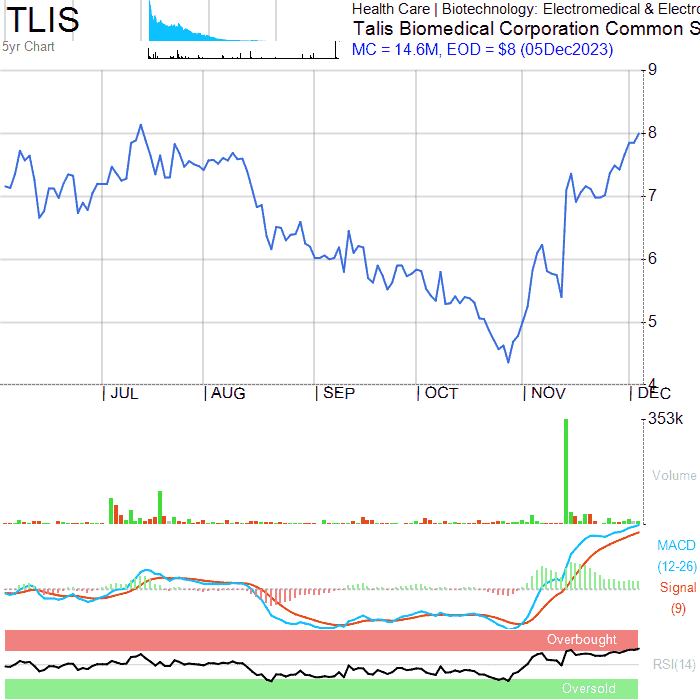 TLIS
5yr Chart
Health Care | Biotechnology: Electromedical & Electro
Talis Biomedical Corporation Common S
MC = 14.6M, EOD = $8 (05Dec2023)
9
8
7
6
5
4
| JUL | AUG | SEP | OCT | NOV | DEC
353k
Volume
MACD
(12-26)
Signal
(9)
Overbought
RSI(14)
Oversold